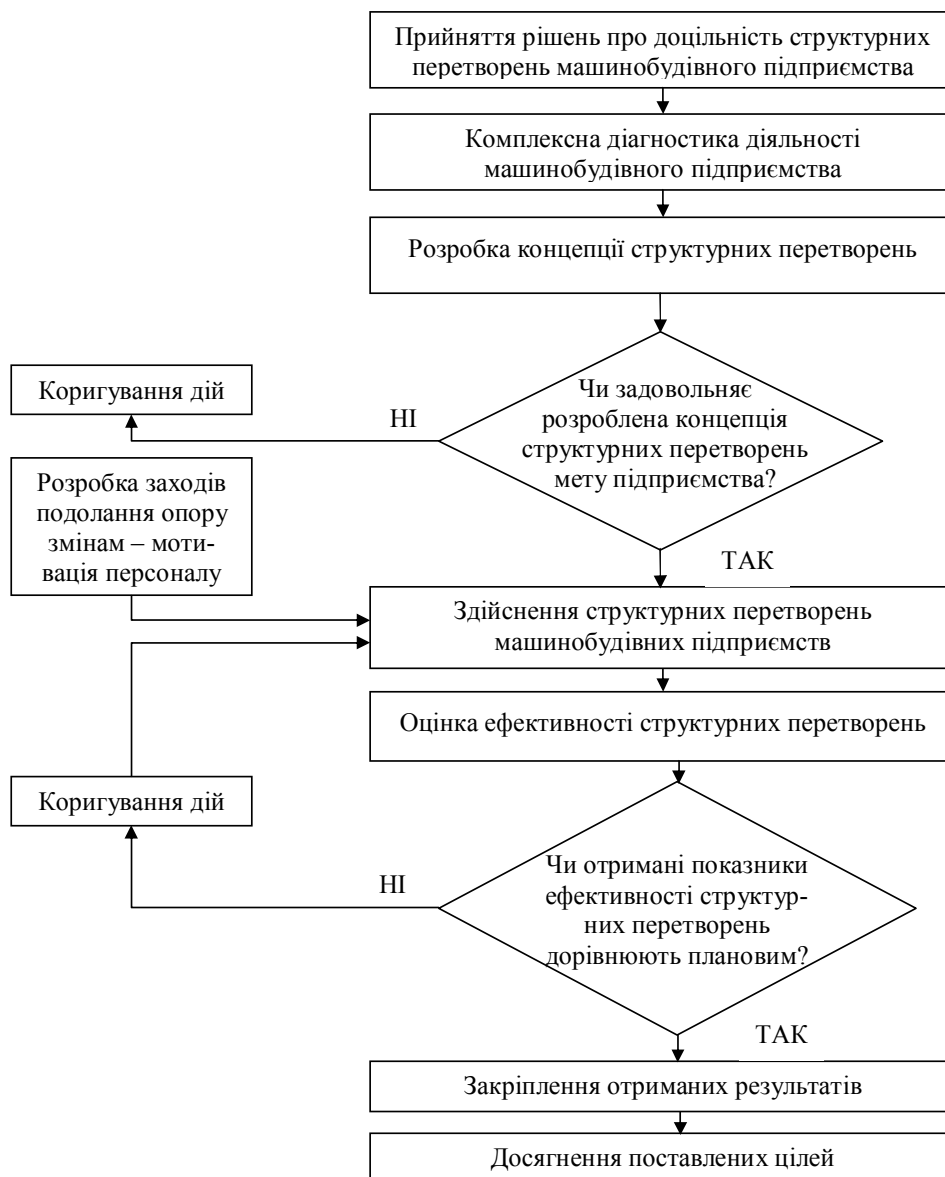 Прийняття рішень про доцільність структурних
перетворень машинобудівного підприємства
Комплексна діагностика діяльності
машинобудівного підприємства
Розробка концепції структурних перетворень
Чи задовольняє
розроблена концепція
структурних перетворень
мету підприємства?
НІ
Коригування дій
Розробка заходів
подолання опору
змінам – моти-
вація персоналу
ТАК
Здійснення структурних перетворень
машинобудівних підприємств
Оцінка ефективності структурних перетворень
Коригування дій
НІ
Чи отримані показники
ефективності структур-
них перетворень
дорівнюють плановим?
ТАК
Закріплення отриманих результатів
Досягнення поставлених цілей